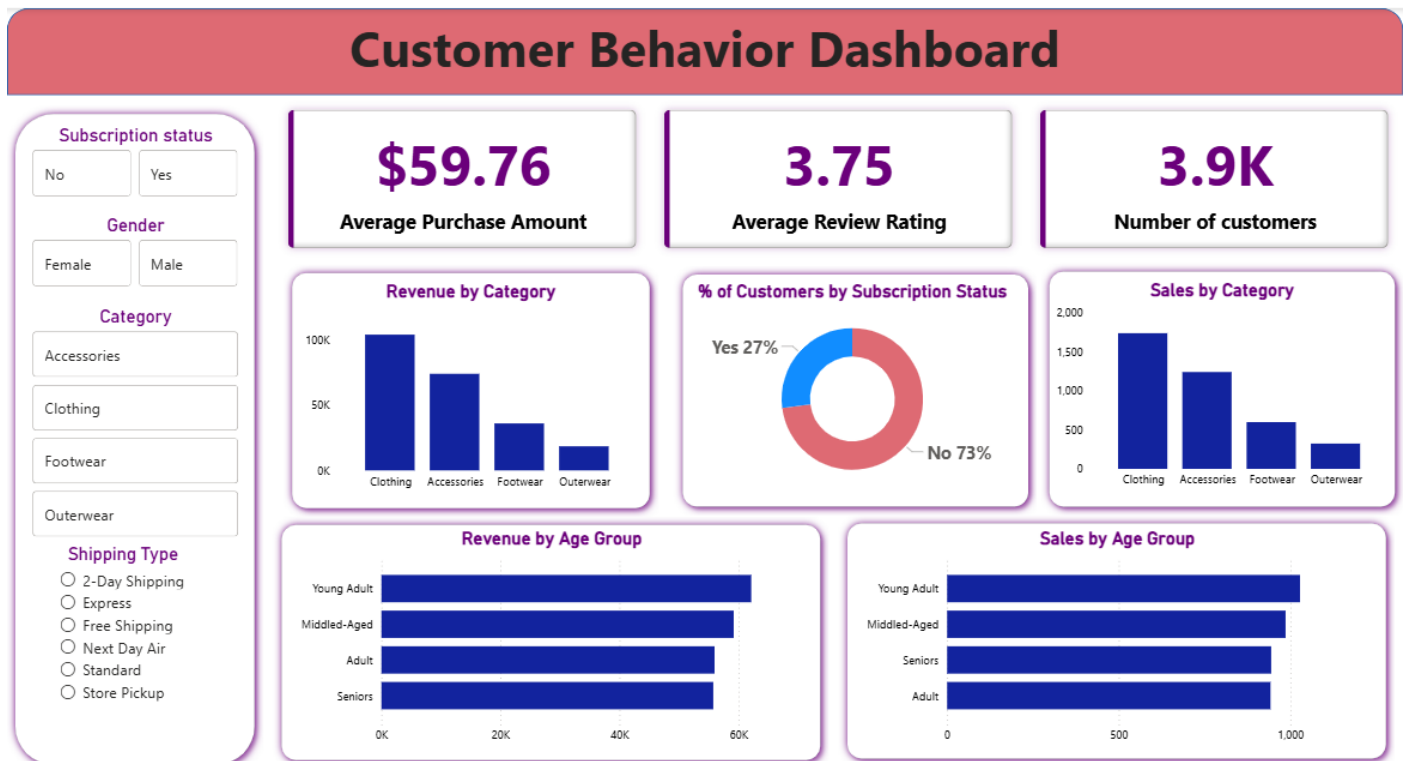 Customer Behavior Dashboard
Subscription status
No Yes
Gender
Female Male
Category
Accessories
Clothing
Footwear
Outerwear
Shipping Type
2-Day Shipping
Express
Free Shipping
Next Day Air
Standard
Store Pickup
$59.76
Average Purchase Amount
3.75
Average Review Rating
3.9K
Number of customers
Revenue by Category
100K
50K
0K
Clothing Accessories Footwear Outerwear
% of Customers by Subscription Status
Yes 27%
No 73%
Sales by Category
2,000
1,500
1,000
500
0
Clothing Accessories Footwear Outerwear
Revenue by Age Group
Young Adult
Middled-Aged
Adult
Seniors
0K 20K 40K 60K
Sales by Age Group
Young Adult
Middled-Aged
Seniors
Adult
0 500 1,000